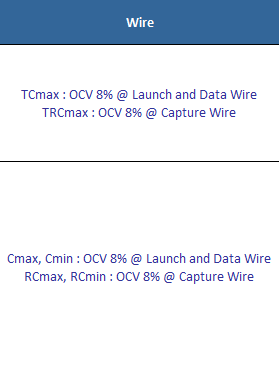 Wire
TCmax : OCV 8% @ Launch and Data Wire
TRCmax : OCV 8% @ Capture Wire
Cmax, Cmin : OCV 8% @ Launch and Data Wire
RCmax, RCmin : OCV 8% @ Capture Wire